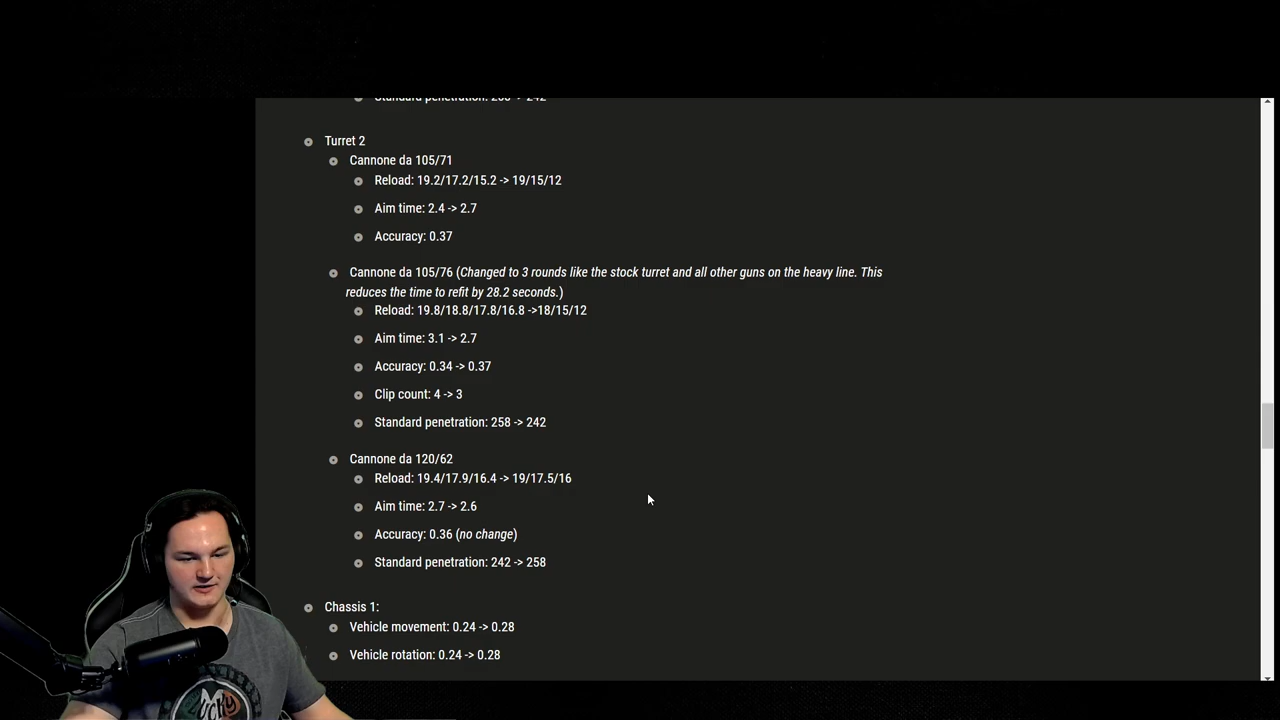 Turret 2
Cannone da 105/71
Reload: 19.2/17.2/15.2 -> 19/15/12
Aim time: 2.4 -> 2.7
Accuracy: 0.37
Cannone da 105/76 (Changed to 3 rounds like the stock turret and all other guns on the heavy line. This
reduces the time to refit by 28.2 seconds.)
Reload: 19.8/18.8/17.8/16.8 ->18/15/12
Aim time: 3.1 -> 2.7
Accuracy: 0.34 -> 0.37
Clip count: 4 -> 3
Standard penetration: 258 -> 242
Cannone da 120/62
Reload: 19.4/17.9/16.4 -> 19/17.5/16
Aim time: 2.7 -> 2.6
Accuracy: 0.36 (no change)
Standard penetration: 242 -> 258
Chassis 1:
Vehicle movement: 0.24 -> 0.28
Vehicle rotation: 0.24 -> 0.28
LUCKY